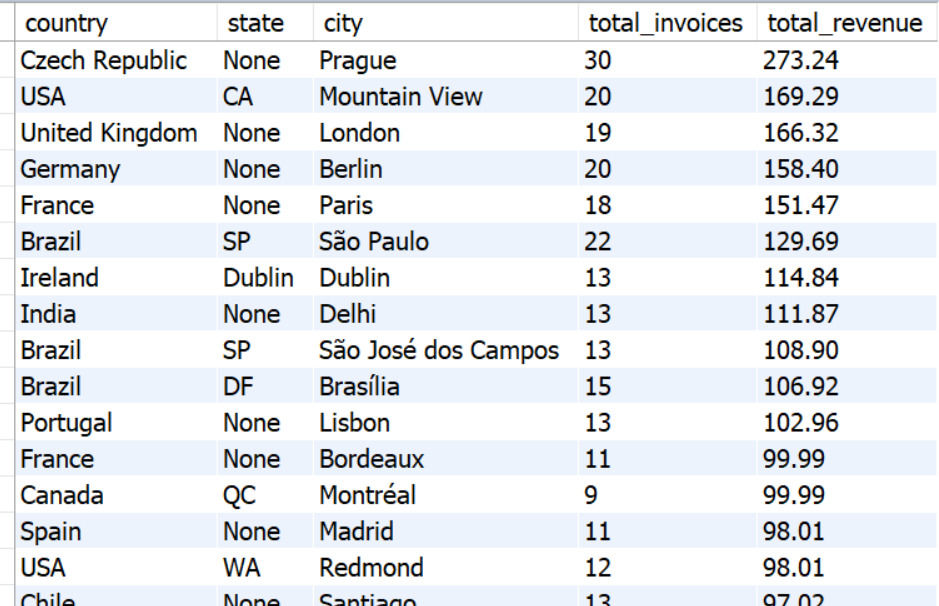 country state city total_invoices total_revenue
Czech Republic None Prague 30 273.24
USA CA Mountain View 20 169.29
United Kingdom None London 19 166.32
Germany None Berlin 20 158.40
France None Paris 18 151.47
Brazil SP São Paulo 22 129.69
Ireland Dublin Dublin 13 114.84
India None Delhi 13 111.87
Brazil SP São José dos Campos 13 108.90
Brazil DF Brasília 15 106.92
Portugal None Lisbon 13 102.96
France None Bordeaux 11 99.99
Canada QC Montréal 9 99.99
Spain None Madrid 11 98.01
USA WA Redmond 12 98.01
Chile None Santiago 13 97.02